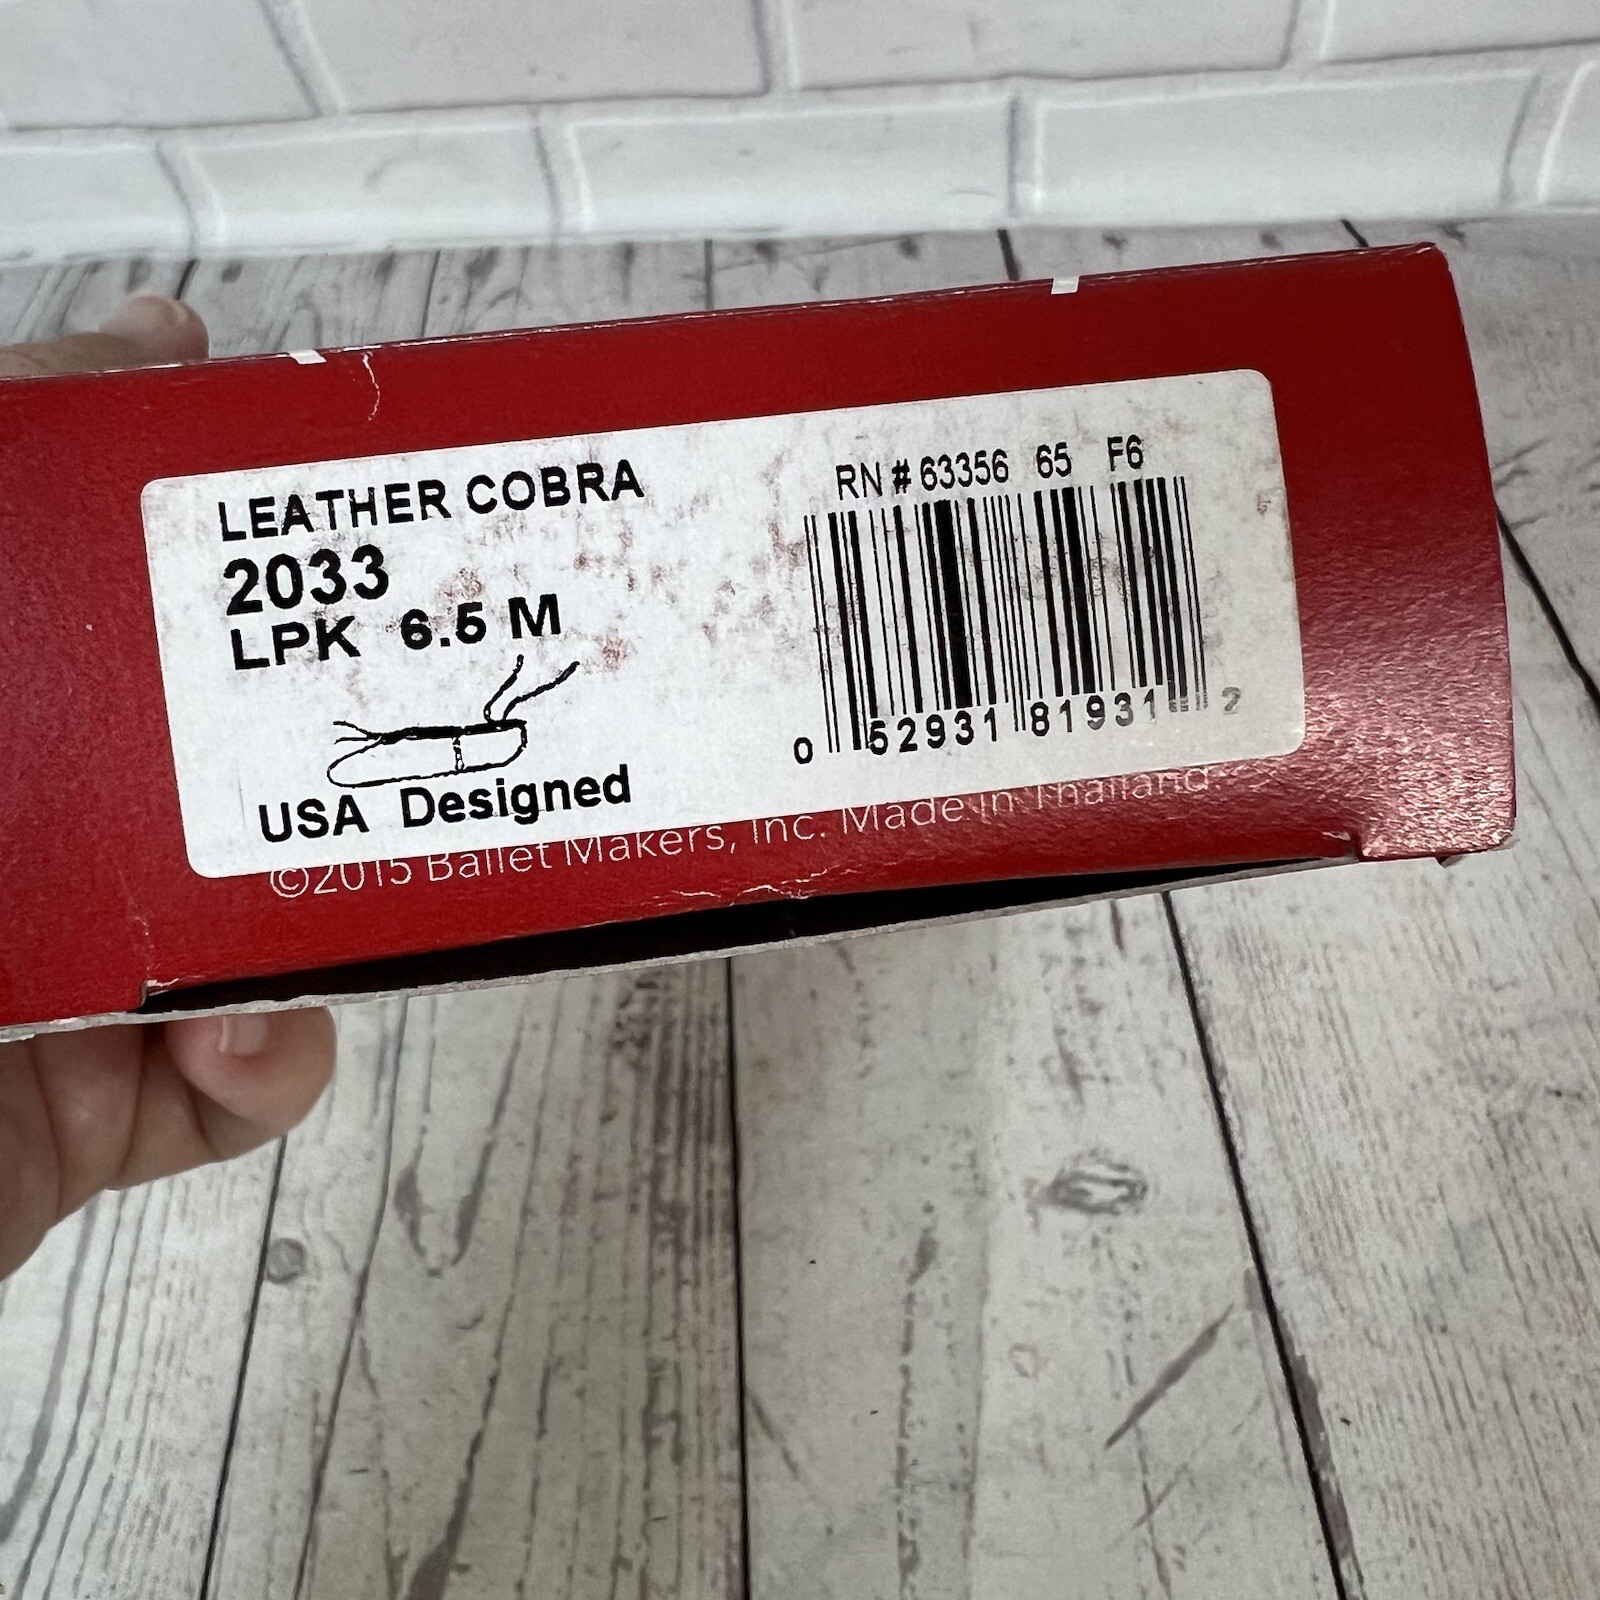 LEATHER COBRA
2033
LPK 6.5 M
USA Designed
RN # 63356 65 F6
0 52931 81931 2
©2015 Ballet Makers, Inc. Made in Thailand.